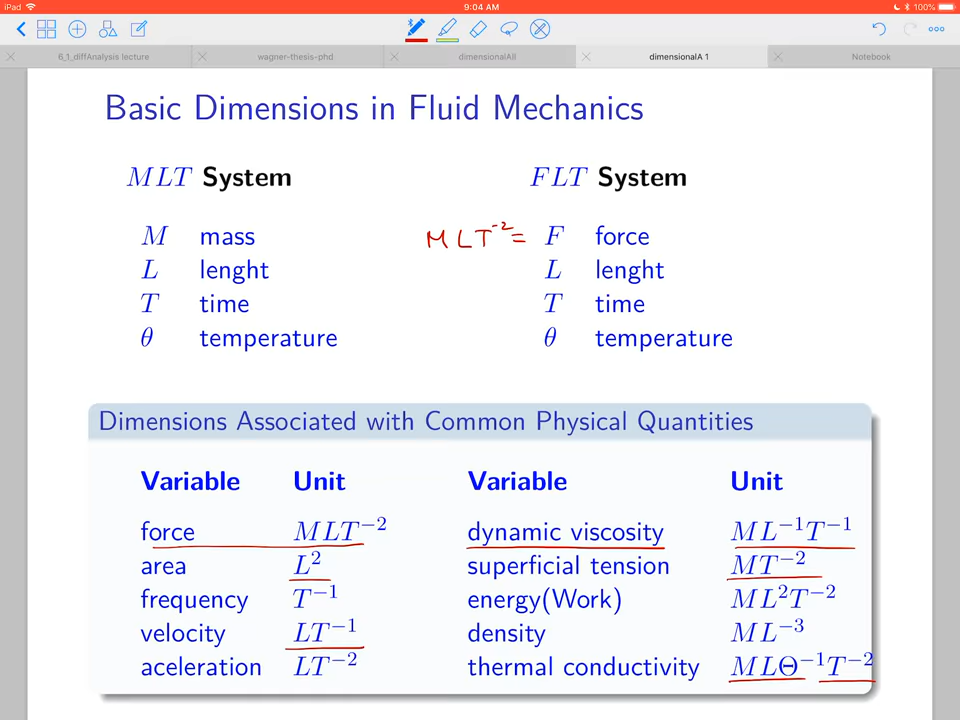 iPad 9:04 AM 100%
6_1_diffAnalysis lecture wagner-thesis-phd dimensionalAll dimensionalA 1 Notebook
Basic Dimensions in Fluid Mechanics
MLT System FLT System
M mass MLT⁻² = F force
L lenght L lenght
T time T time
θ temperature θ temperature
Dimensions Associated with Common Physical Quantities
Variable Unit Variable Unit
force MLT⁻² dynamic viscosity ML⁻¹T⁻¹
area L² superficial tension MT⁻²
frequency T⁻¹ energy(Work) ML²T⁻²
velocity LT⁻¹ density ML⁻³
aceleration LT⁻² thermal conductivity MLΘ⁻¹T⁻²